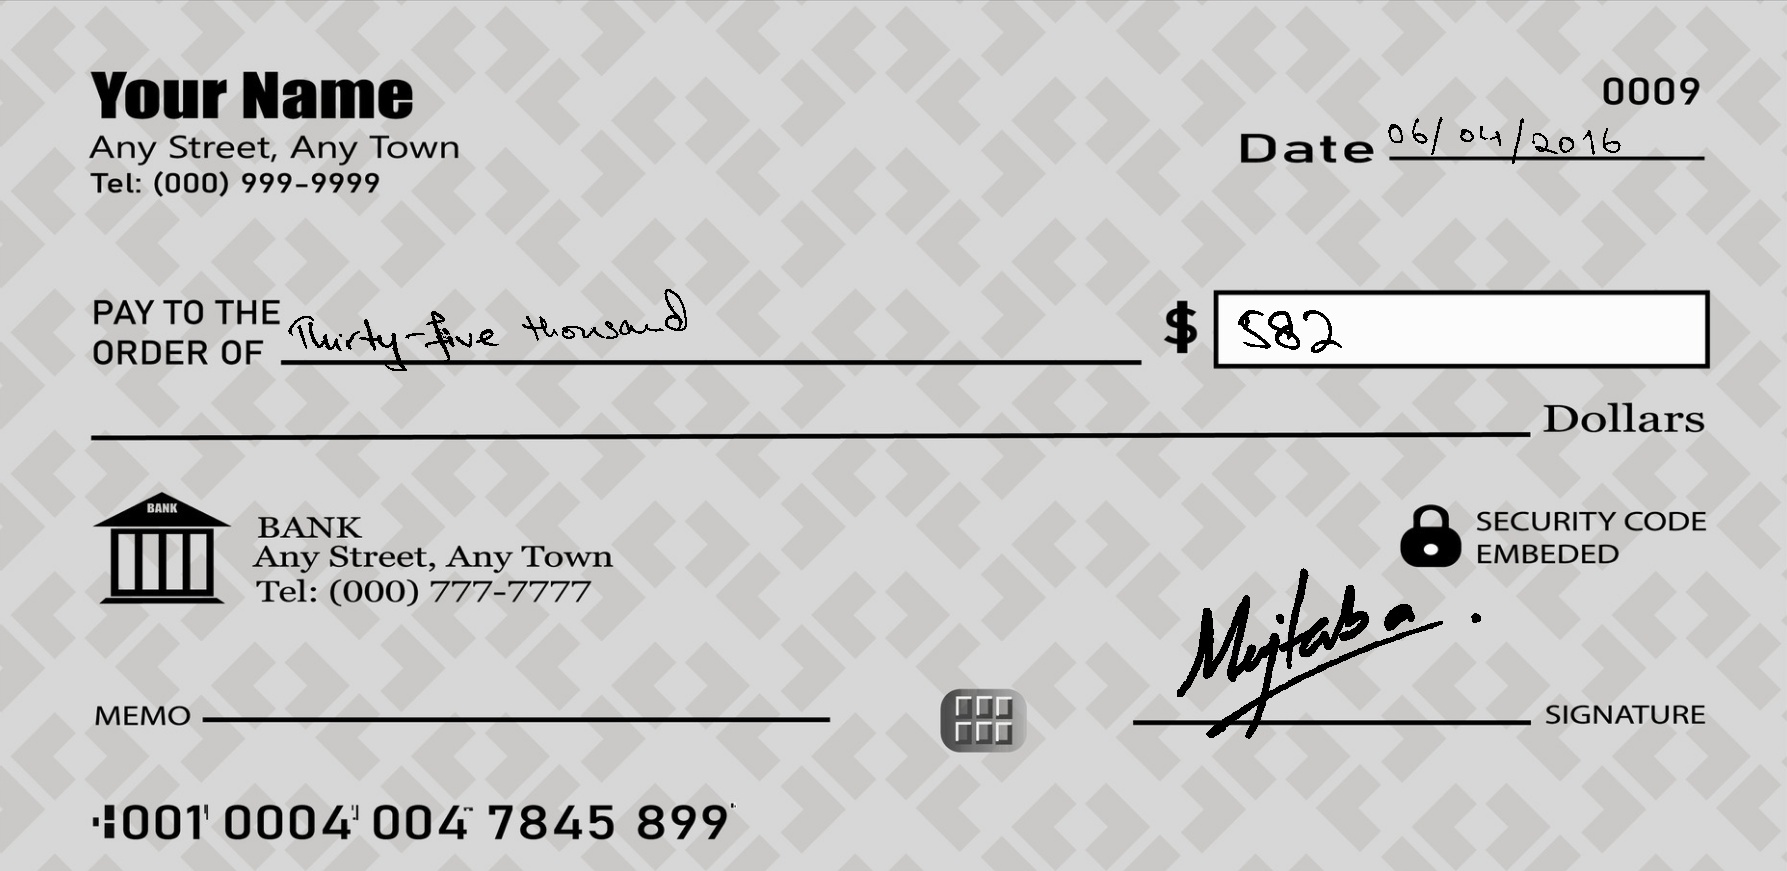 Your Name
Any Street, Any Town
Tel: (000) 999-9999
0009
Date 06/04/2016
PAY TO THE
ORDER OF Thirty-five thousand
$ 582
Dollars
BANK
BANK
Any Street, Any Town
Tel: (000) 777-7777
SECURITY CODE
EMBEDED
Mujtaba.
MEMO
SIGNATURE
001 0004 004 7845 899